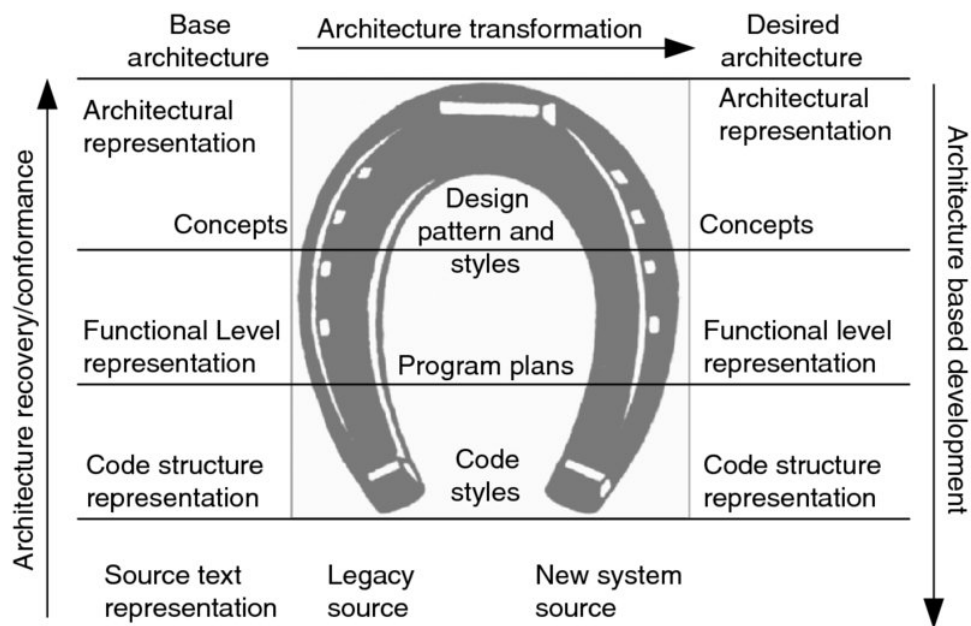 Base
architecture
Architecture transformation
Desired
architecture
Architecture recovery/conformance
Architectural
representation
Architectural
representation
Concepts
Design
pattern and
styles
Concepts
Functional Level
representation
Program plans
Functional level
representation
Code structure
representation
Code
styles
Code structure
representation
Source text
representation
Legacy
source
New system
source
Architecture based development